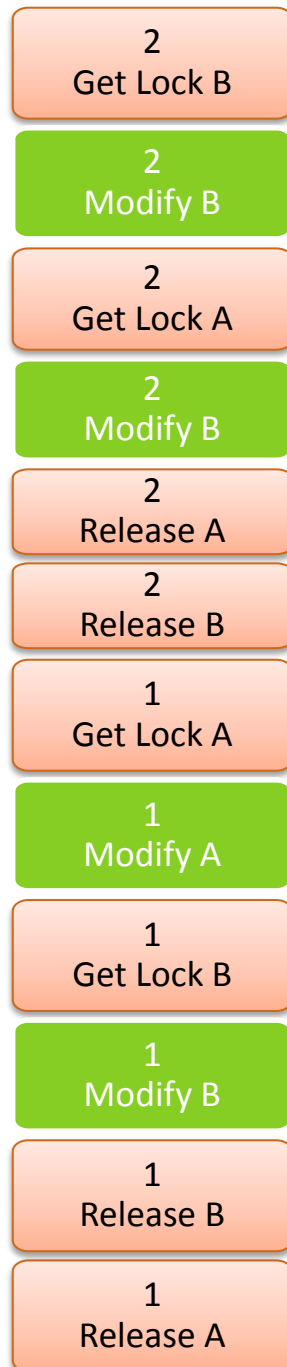 2
Get Lock B
2
Modify B
2
Get Lock A
2
Modify B
2
Release A
2
Release B
1
Get Lock A
1
Modify A
1
Get Lock B
1
Modify B
1
Release B
1
Release A